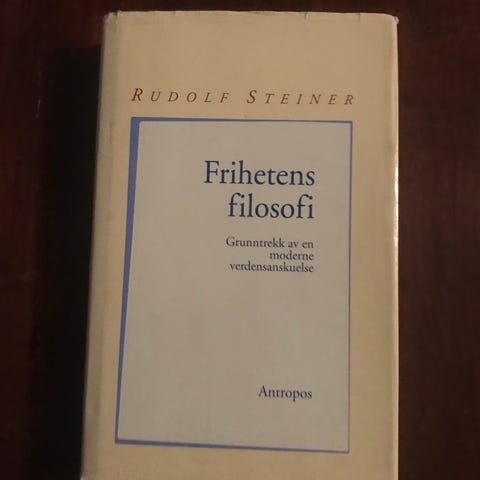 RUDOLF STEINER
Frihetens
filosofi
Grunntrekk av en
moderne
verdensanskuelse
Antropos